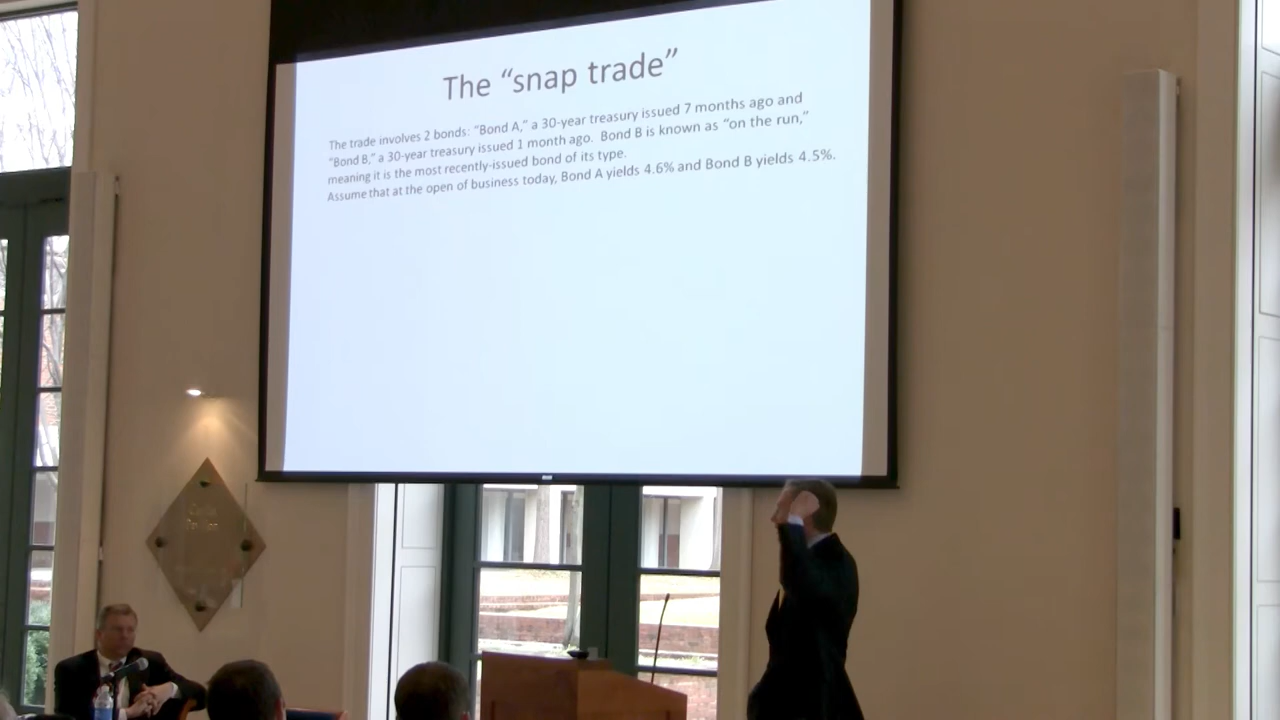 The “snap trade”
The trade involves 2 bonds: “Bond A,” a 30-year treasury issued 7 months ago and
“Bond B,” a 30-year treasury issued 1 month ago. Bond B is known as “on the run,”
meaning it is the most recently-issued bond of its type.
Assume that at the open of business today, Bond A yields 4.6% and Bond B yields 4.5%.